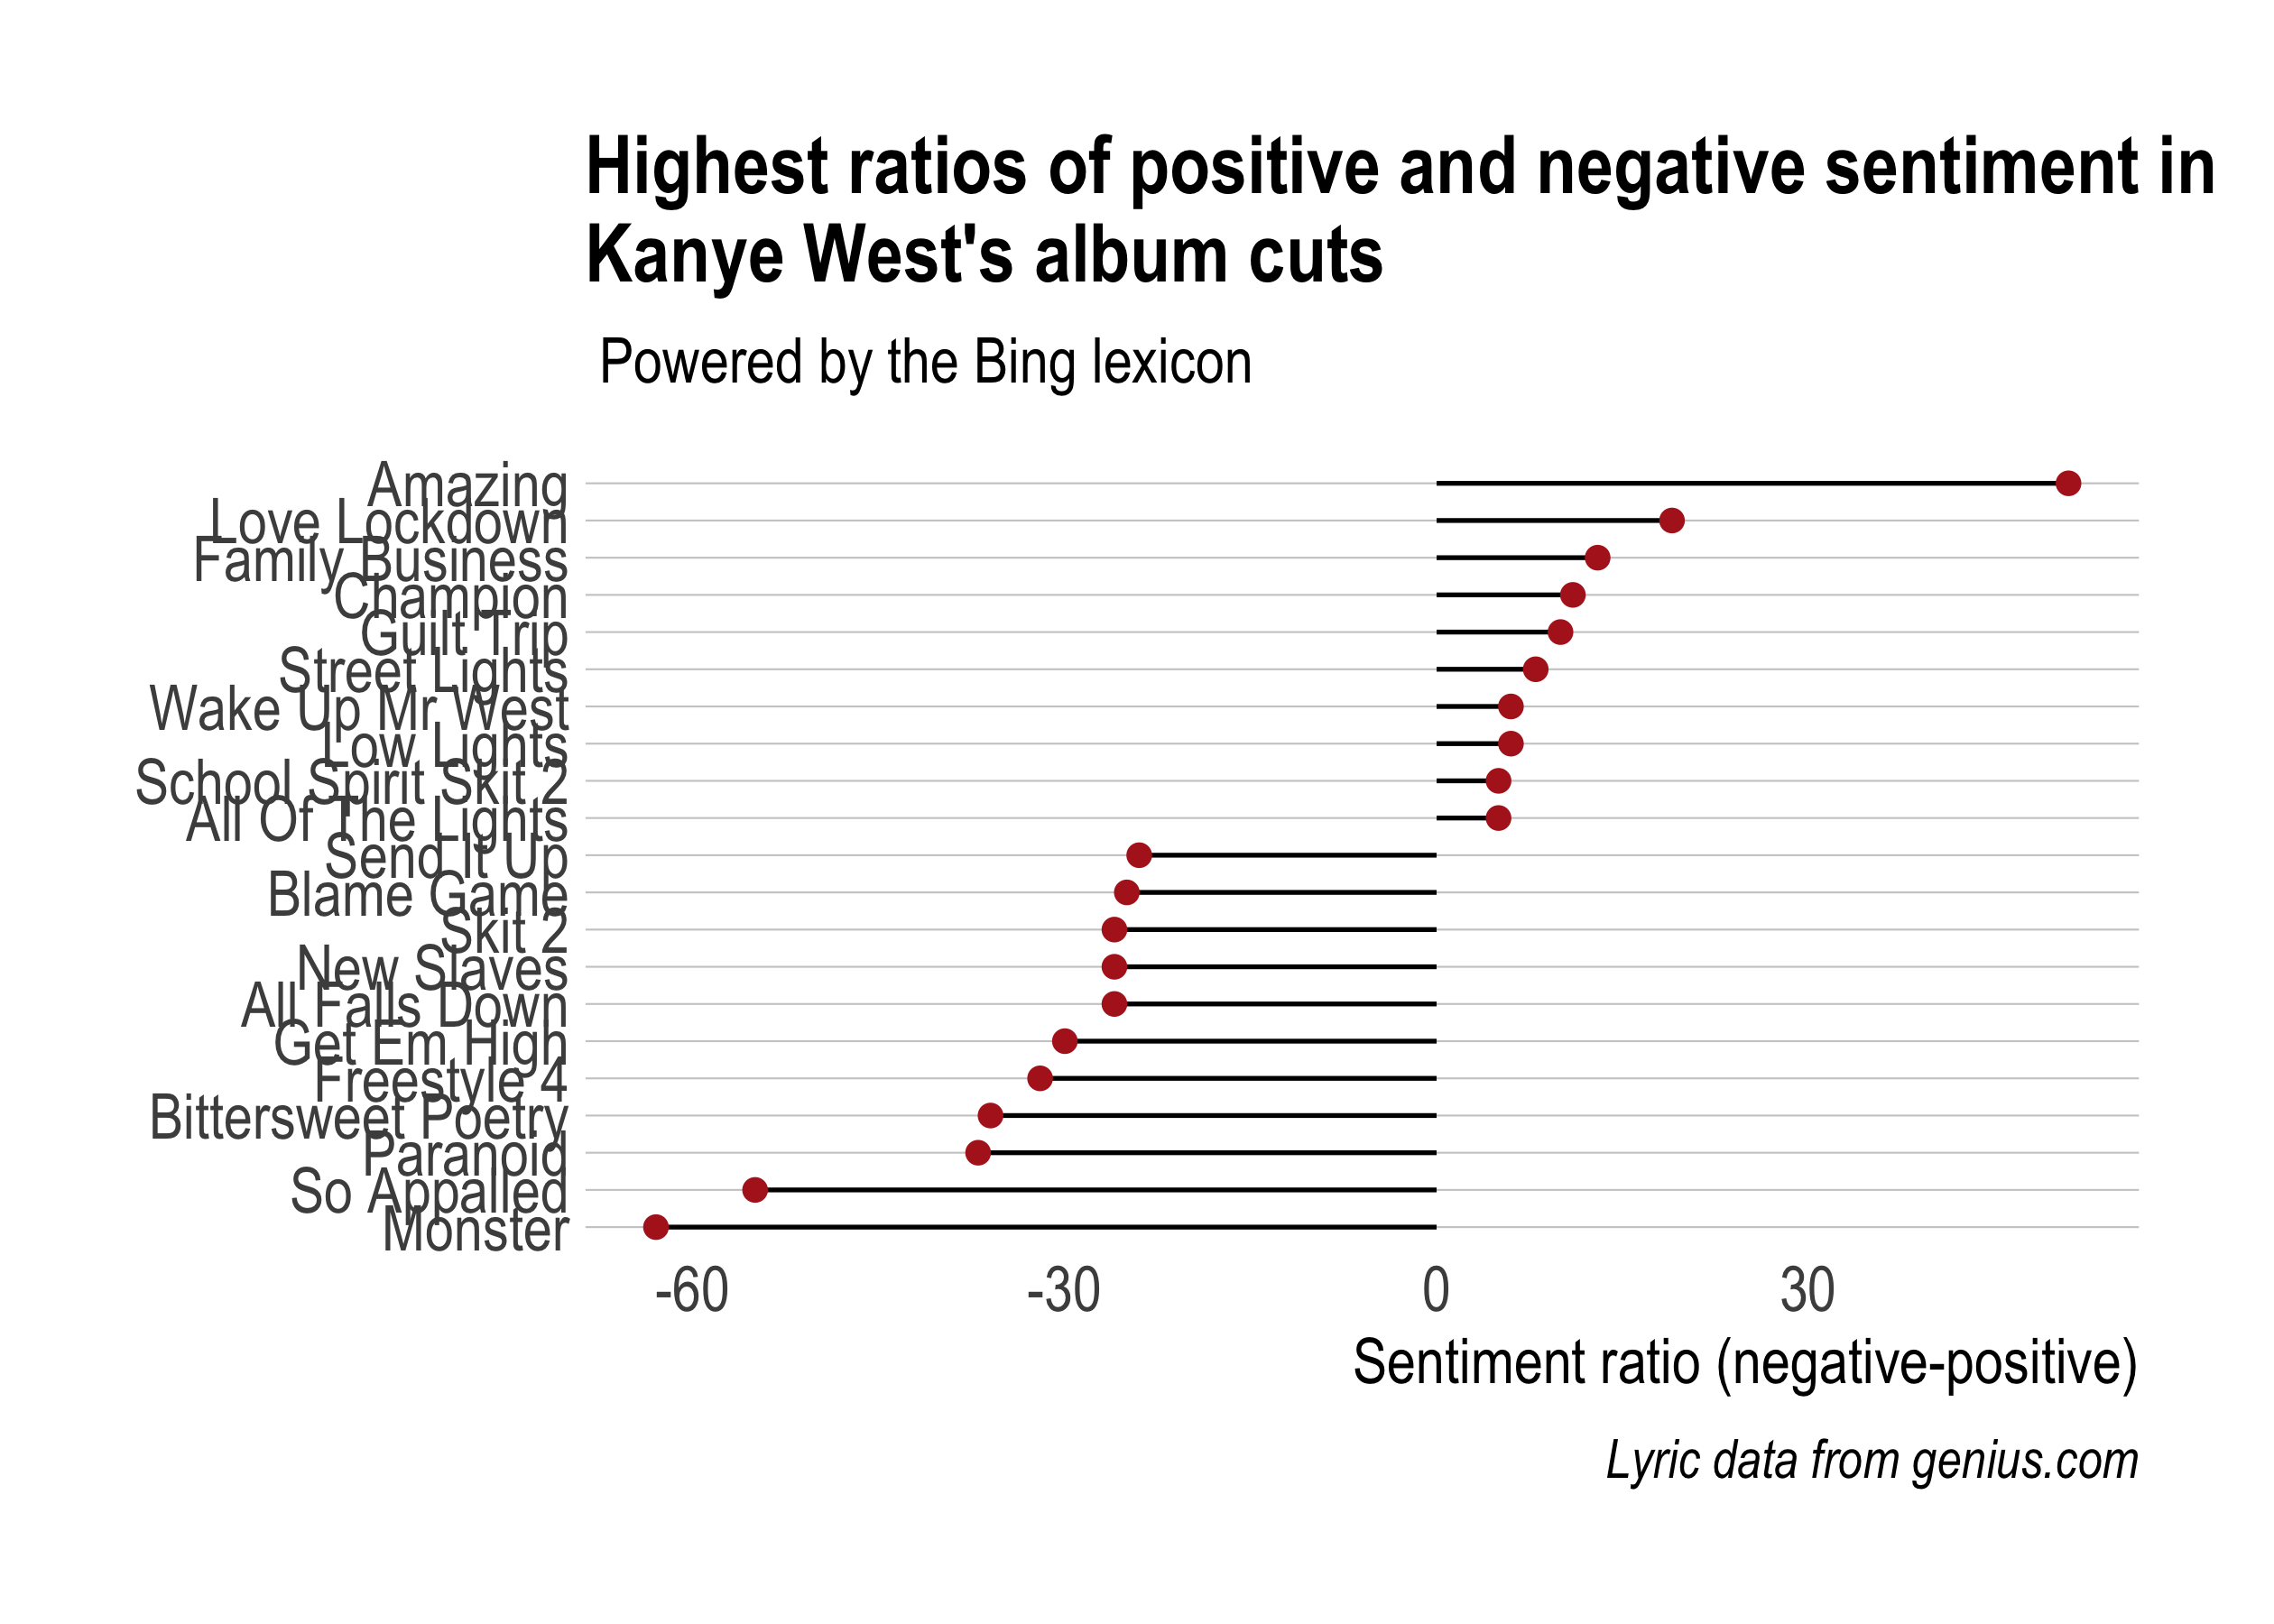 Highest ratios of positive and negative sentiment in
Kanye West's album cuts
Powered by the Bing lexicon
Amazing
Love Lockdown
Family Business
Champion
Guilt Trip
Street Lights
Wake Up Mr.West
Low Lights
School Spirit Skit 2
All Of The Lights
Send It Up
Blame Game
Skit 2
New Slaves
All Falls Down
Get Em High
Freestyle 4
Bittersweet Poetry
Paranoid
So Appalled
Monster
-60 -30 0 30
Sentiment ratio (negative-positive)
Lyric data from genius.com